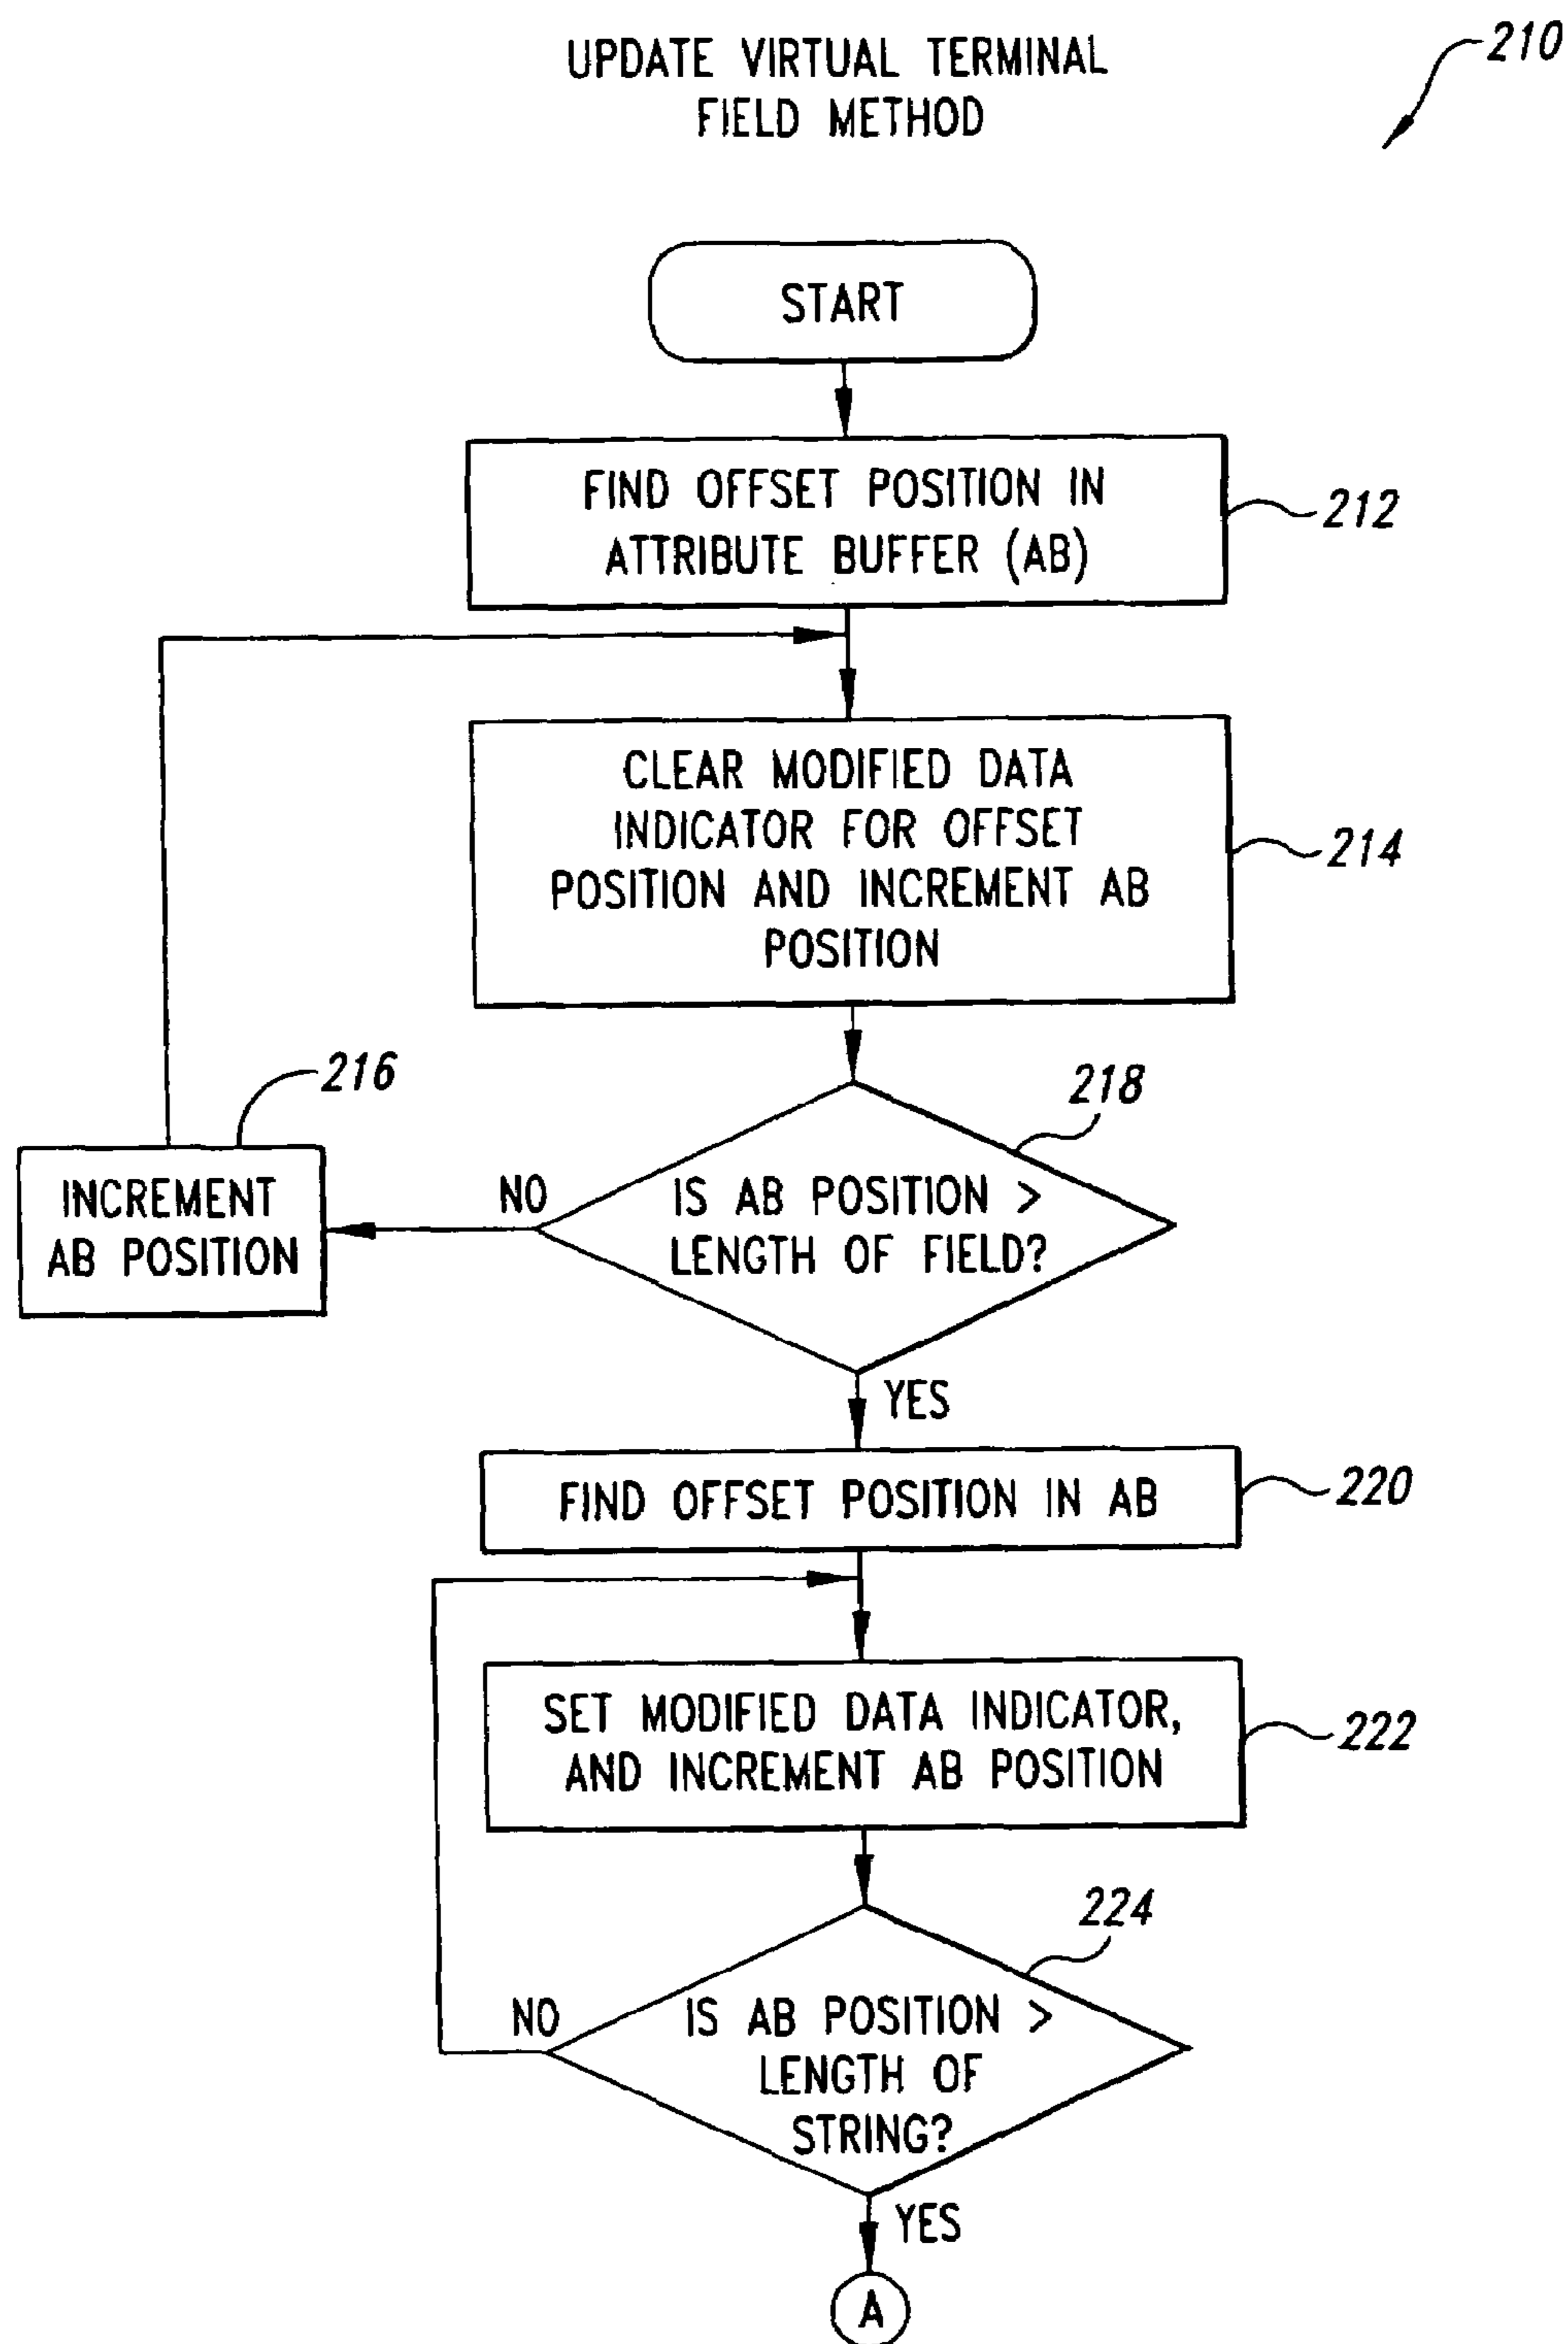 UPDATE VIRTUAL TERMINAL
FIELD METHOD
210
START
FIND OFFSET POSITION IN
ATTRIBUTE BUFFER (AB)
212
CLEAR MODIFIED DATA
INDICATOR FOR OFFSET
POSITION AND INCREMENT AB
POSITION
214
216
218
INCREMENT
AB POSITION
NO
IS AB POSITION >
LENGTH OF FIELD?
YES
FIND OFFSET POSITION IN AB
220
SET MODIFIED DATA INDICATOR,
AND INCREMENT AB POSITION
222
224
NO
IS AB POSITION >
LENGTH OF
STRING?
YES
A